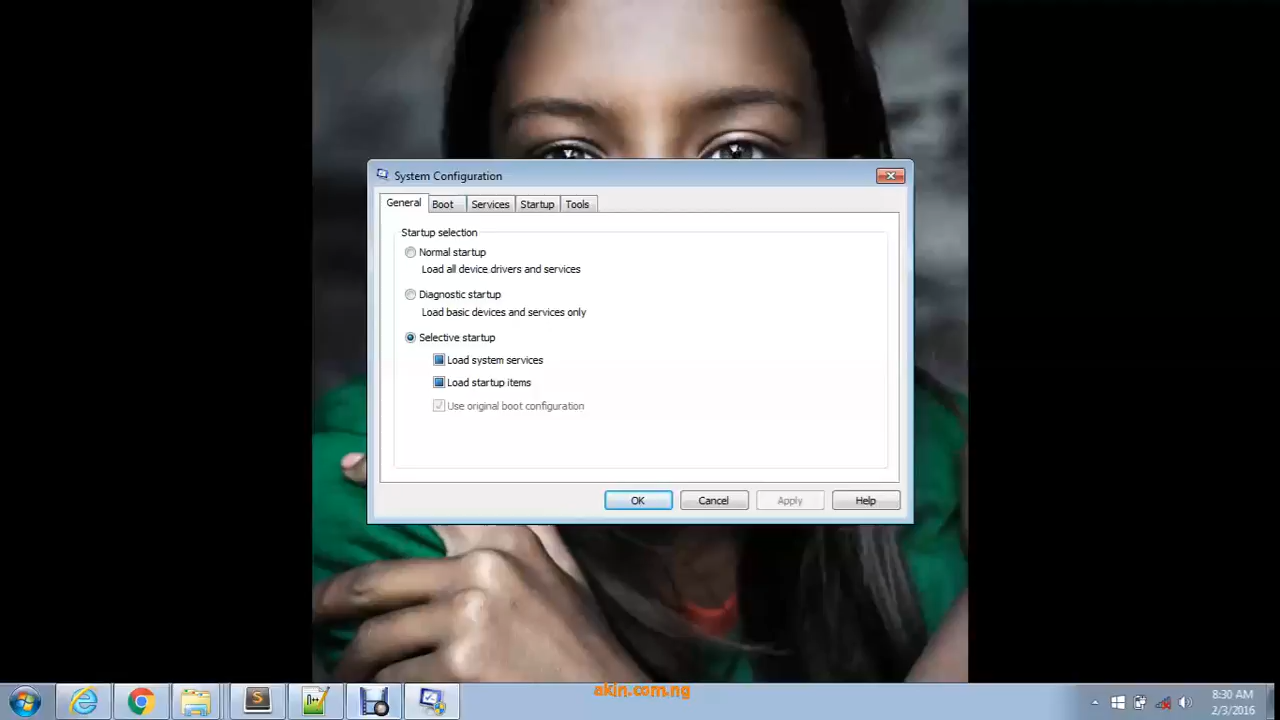 System Configuration
General Boot Services Startup Tools
Startup selection
Normal startup
Load all device drivers and services
Diagnostic startup
Load basic devices and services only
Selective startup
Load system services
Load startup items
Use original boot configuration
OK Cancel Apply Help
akin.com.ng
8:30 AM
2/3/2016